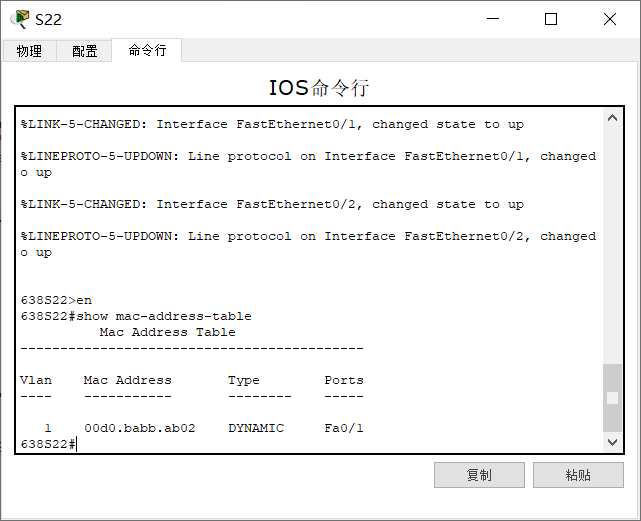 S22
物理 配置 命令行
IOS命令行
%LINK-5-CHANGED: Interface FastEthernet0/1, changed state to up
%LINEPROTO-5-UPDOWN: Line protocol on Interface FastEthernet0/1, changed
o up
%LINK-5-CHANGED: Interface FastEthernet0/2, changed state to up
%LINEPROTO-5-UPDOWN: Line protocol on Interface FastEthernet0/2, changed
o up
638S22>en
638S22#show mac-address-table
Mac Address Table
-------------------------------------------
Vlan Mac Address Type Ports
---- ----------- -------- -----
1 00d0.babb.ab02 DYNAMIC Fa0/1
638S22#
复制 粘贴